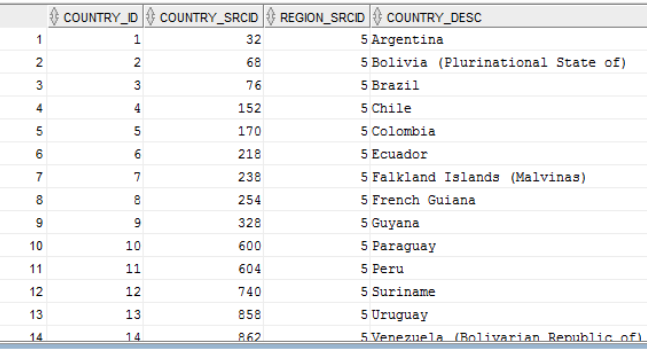 COUNTRY_ID COUNTRY_SRCID REGION_SRCID COUNTRY_DESC
1 1 32 5 Argentina
2 2 68 5 Bolivia (Plurinational State of)
3 3 76 5 Brazil
4 4 152 5 Chile
5 5 170 5 Colombia
6 6 218 5 Ecuador
7 7 238 5 Falkland Islands (Malvinas)
8 8 254 5 French Guiana
9 9 328 5 Guyana
10 10 600 5 Paraguay
11 11 604 5 Peru
12 12 740 5 Suriname
13 13 858 5 Uruguay
14 14 862 5 Venezuela (Bolivarian Republic of)